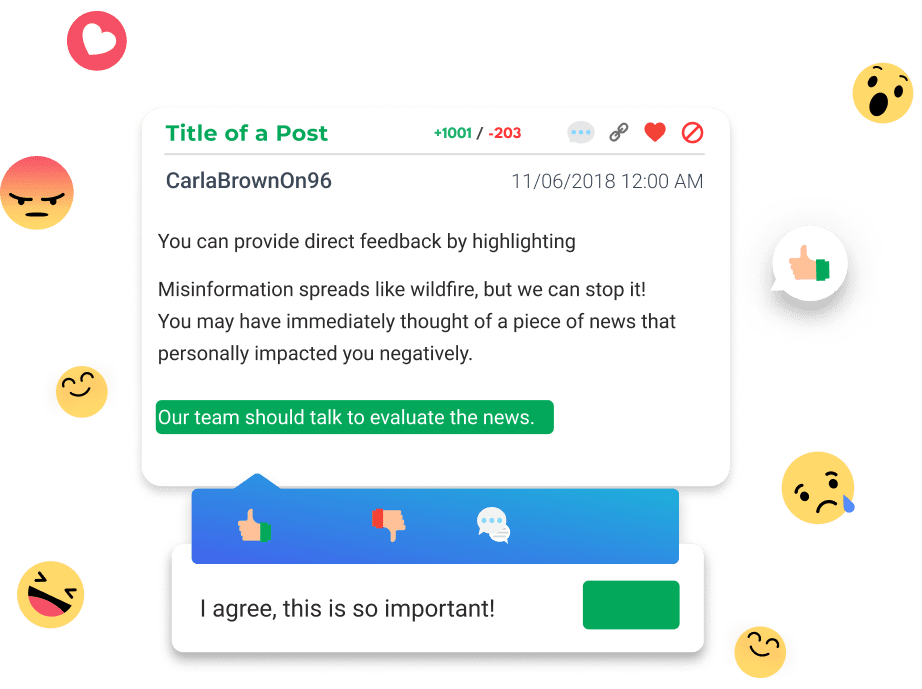 Title of a Post
+1001 / -203
CarlaBrownOn96
11/06/2018 12:00 AM
You can provide direct feedback by highlighting
Misinformation spreads like wildfire, but we can stop it!
You may have immediately thought of a piece of news that
personally impacted you negatively.
Our team should talk to evaluate the news.
I agree, this is so important!